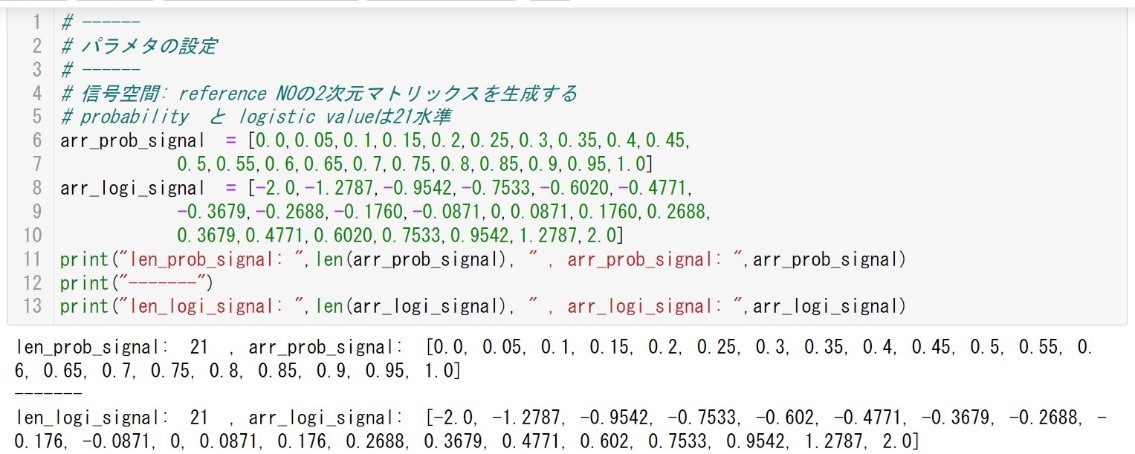 1 # ------
2 # パラメタの設定
3 # ------
4 # 信号空間: reference NOの2次元マトリックスを生成する
5 # probability と logistic valueは21水準
6 arr_prob_signal = [0.0,0.05,0.1,0.15,0.2,0.25,0.3,0.35,0.4,0.45,
7 0.5,0.55,0.6,0.65,0.7,0.75,0.8,0.85,0.9,0.95,1.0]
8 arr_logi_signal = [-2.0,-1.2787,-0.9542,-0.7533,-0.6020,-0.4771,
9 -0.3679,-0.2688,-0.1760,-0.0871,0,0.0871,0.1760,0.2688,
10 0.3679,0.4771,0.6020,0.7533,0.9542,1.2787,2.0]
11 print("len_prob_signal: ",len(arr_prob_signal), " , arr_prob_signal: ",arr_prob_signal)
12 print("-------")
13 print("len_logi_signal: ",len(arr_logi_signal), " , arr_logi_signal: ",arr_logi_signal)
len_prob_signal: 21 , arr_prob_signal: [0.0, 0.05, 0.1, 0.15, 0.2, 0.25, 0.3, 0.35, 0.4, 0.45, 0.5, 0.55, 0.
6, 0.65, 0.7, 0.75, 0.8, 0.85, 0.9, 0.95, 1.0]
-------
len_logi_signal: 21 , arr_logi_signal: [-2.0, -1.2787, -0.9542, -0.7533, -0.602, -0.4771, -0.3679, -0.2688, -
0.176, -0.0871, 0, 0.0871, 0.176, 0.2688, 0.3679, 0.4771, 0.602, 0.7533, 0.9542, 1.2787, 2.0]